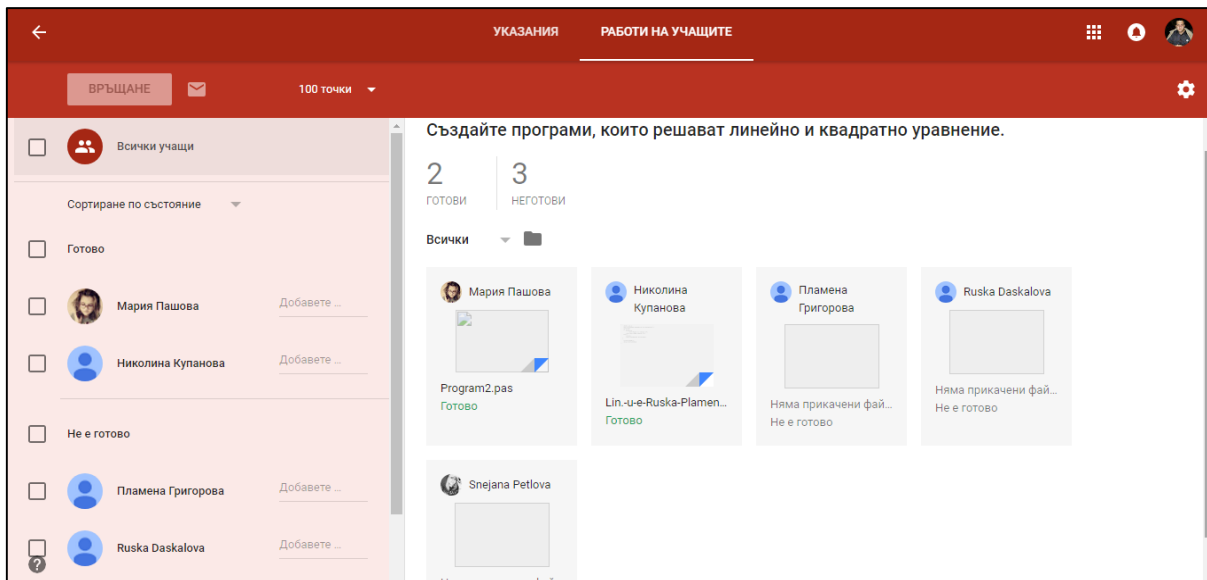 УКАЗАНИЯ
РАБОТИ НА УЧАЩИТЕ
ВРЪЩАНЕ
100 точки
Всички учащи
Сортиране по състояние
Готово
Мария Пашова
Добавете ...
Николина Купанова
Добавете ...
Не е готово
Пламена Григорова
Добавете ...
Ruska Daskalova
Добавете ...
Създайте програми, които решават линейно и квадратно уравнение.
2
ГОТОВИ
3
НЕГОТОВИ
Всички
Мария Пашова
Program2.pas
Готово
Николина
Купанова
Lin.-u-e-Ruska-Plamen...
Готово
Пламена
Григорова
Няма прикачени фай...
Не е готово
Ruska Daskalova
Няма прикачени фай...
Не е готово
Snejana Petlova